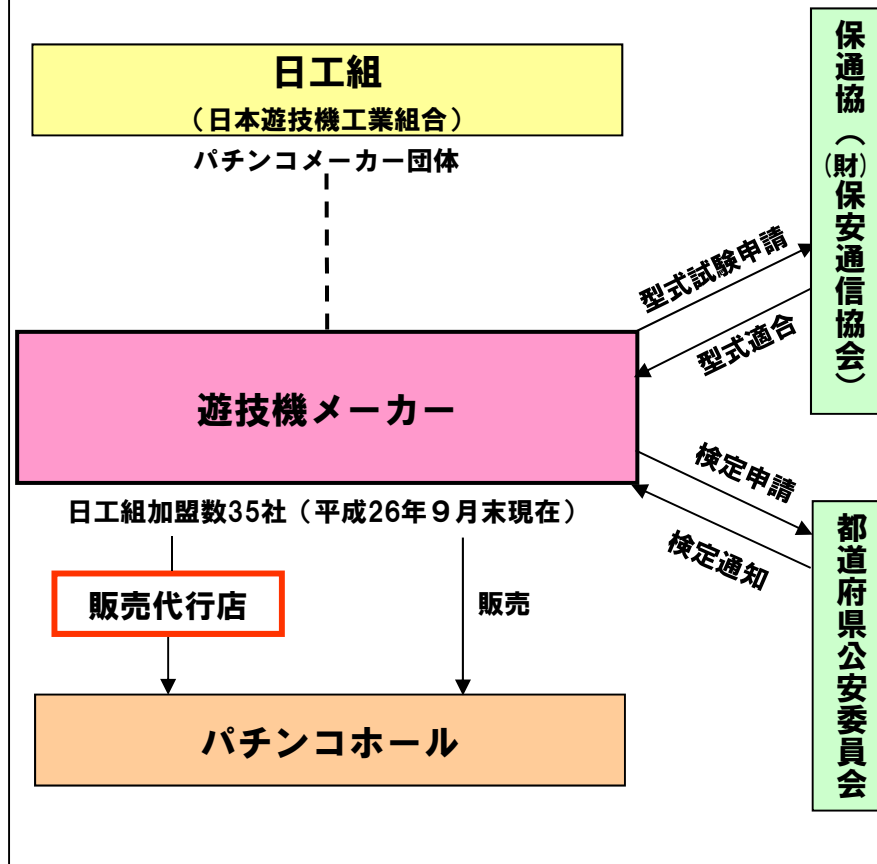 日工組
（日本遊技機工業組合）
パチンコメーカー団体
保通協（(財)保安通信協会）
型式試験申請
型式適合
遊技機メーカー
検定申請
検定通知
日工組加盟数35社（平成26年９月末現在）
都道府県公安委員会
販売代行店
販売
パチンコホール